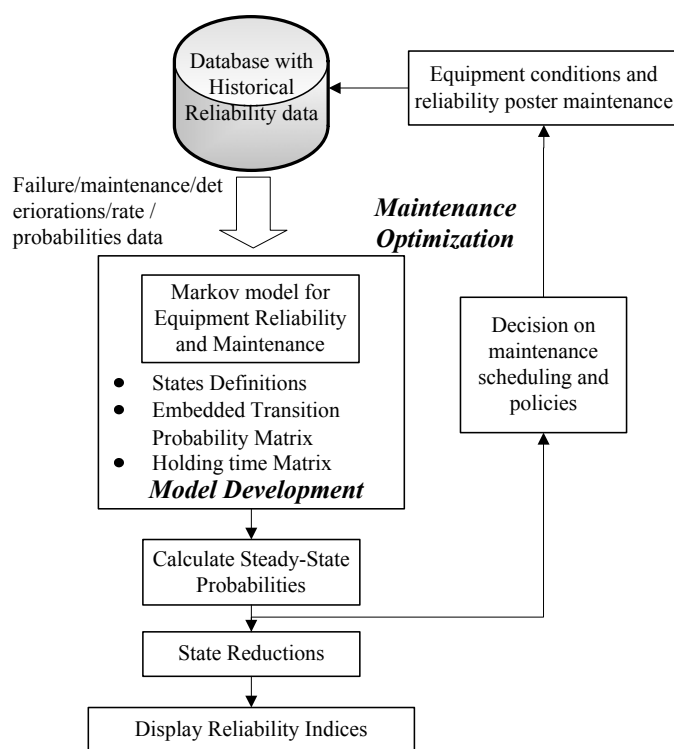 Database with
Historical
Reliability data
Equipment conditions and
reliability poster maintenance
Failure/maintenance/det
eriorations/rate /
probabilities data
Maintenance
Optimization
Markov model for
Equipment Reliability
and Maintenance
● States Definitions
● Embedded Transition
Probability Matrix
● Holding time Matrix
Model Development
Decision on
maintenance
scheduling and
policies
Calculate Steady-State
Probabilities
State Reductions
Display Reliability Indices